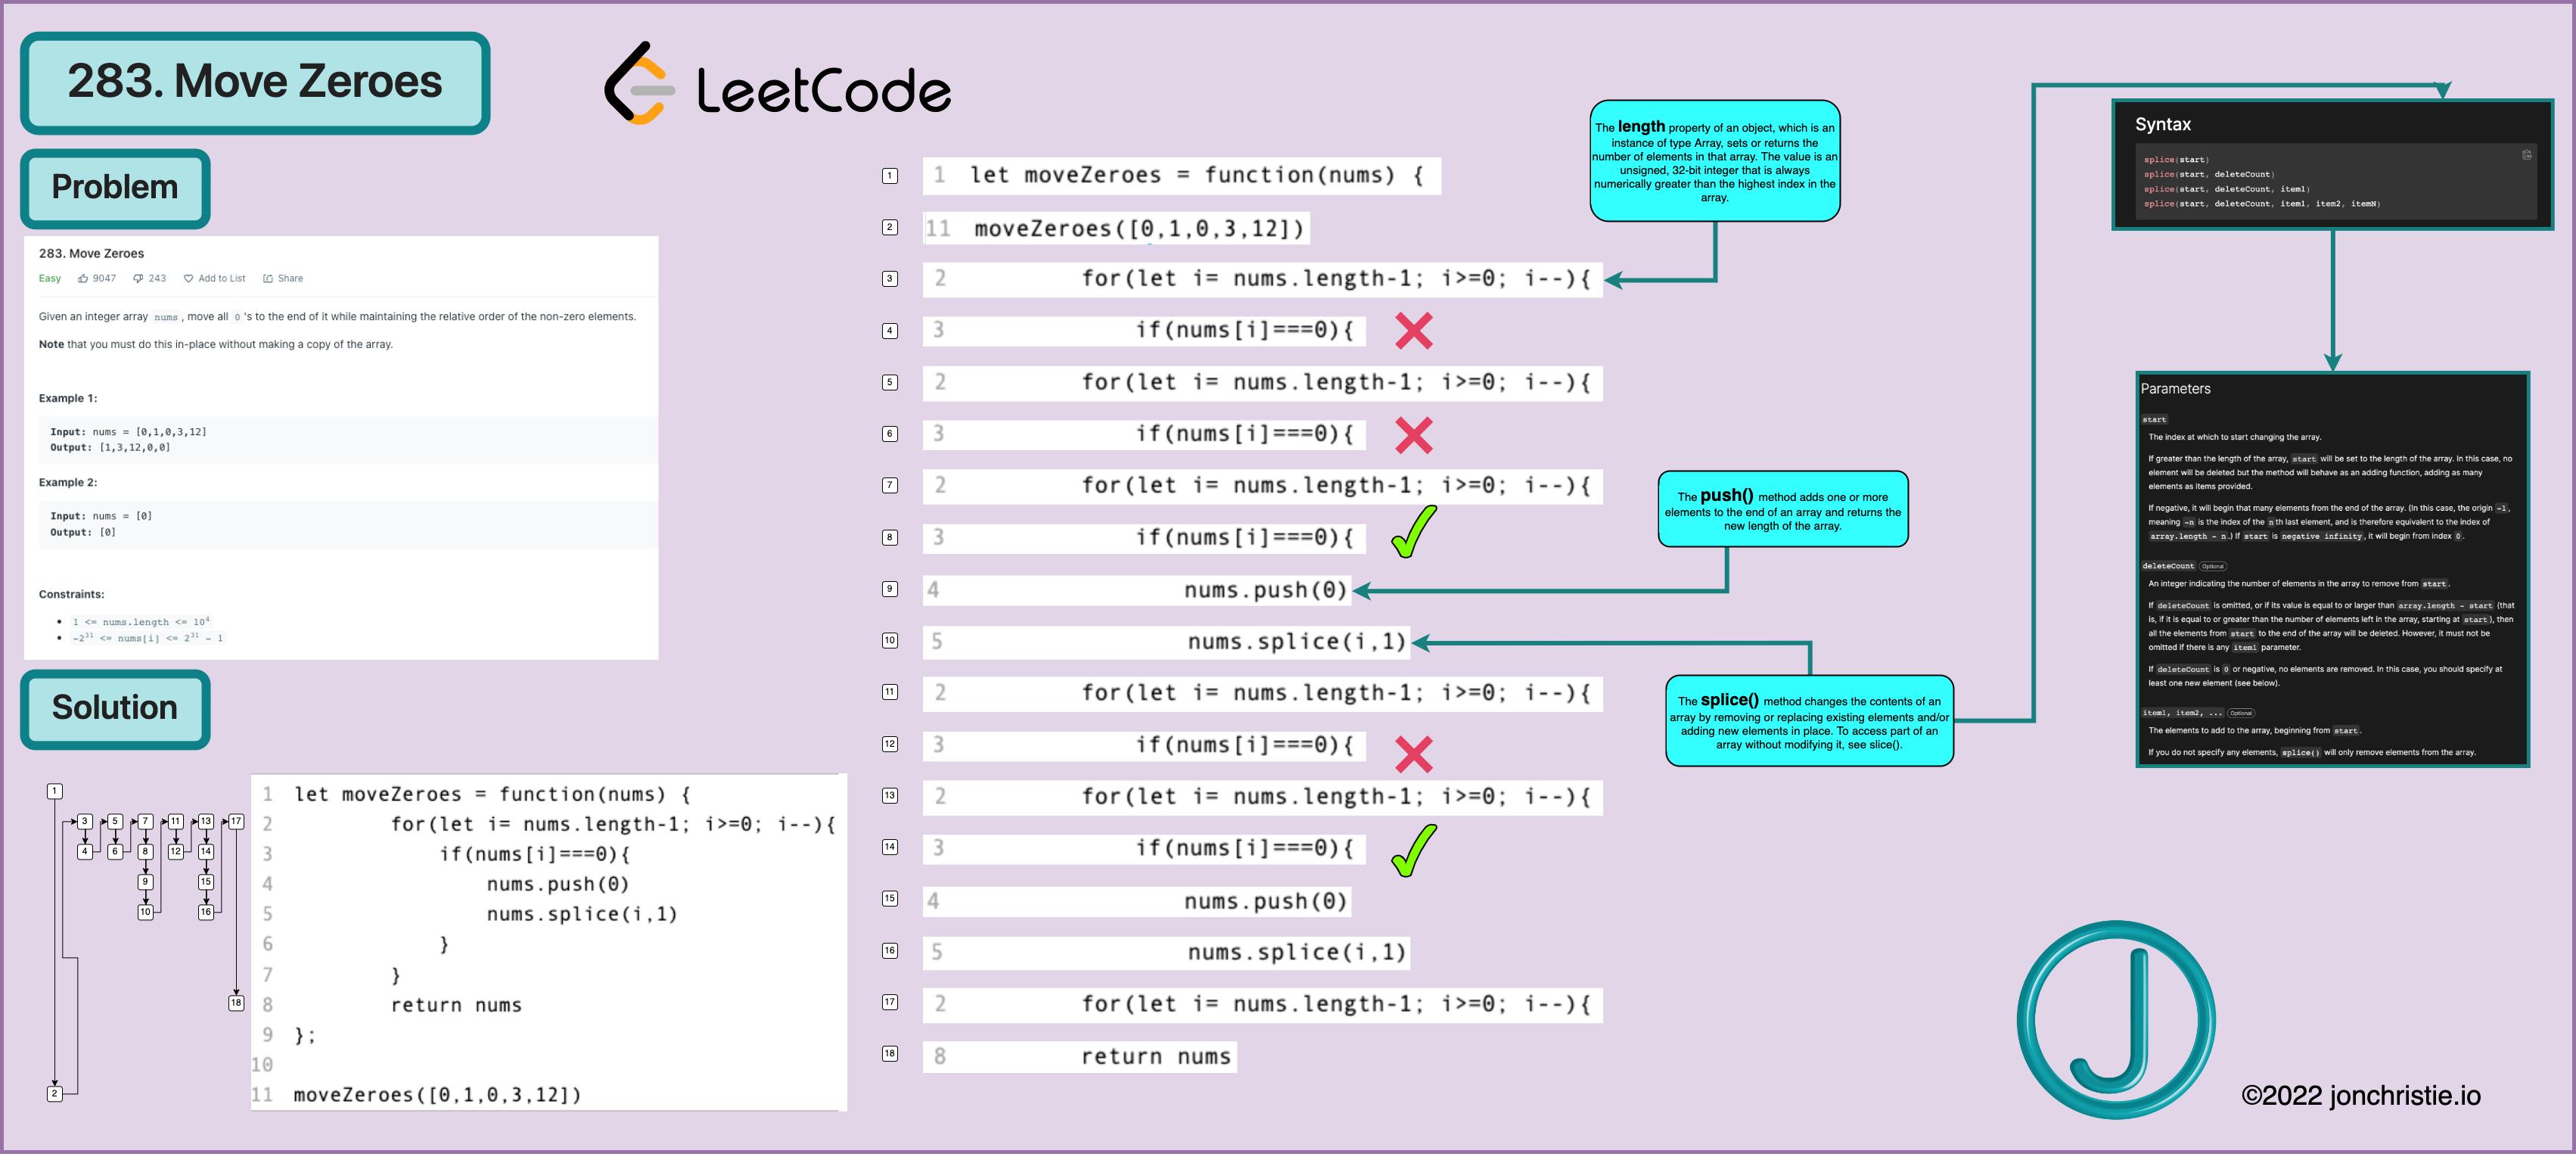 283. Move Zeroes
LeetCode
Problem
283. Move Zeroes
Easy 9047 243 Add to List Share
Given an integer array nums , move all 0 's to the end of it while maintaining the relative order of the non-zero elements.
Note that you must do this in-place without making a copy of the array.
Example 1:
Input: nums = [0,1,0,3,12]
Output: [1,3,12,0,0]
Example 2:
Input: nums = [0]
Output: [0]
Constraints:
• 1 <= nums.length <= 10⁴
• -2³¹ <= nums[i] <= 2³¹ - 1
Solution
1
3 5 7 11 13 17
4 6 8 12 14
9 15
10 16
18
2
1 let moveZeroes = function(nums) {
2 for(let i= nums.length-1; i>=0; i--){
3 if(nums[i]===0){
4 nums.push(0)
5 nums.splice(i,1)
6 }
7 }
8 return nums
9 };
10
11 moveZeroes([0,1,0,3,12])
1 1 let moveZeroes = function(nums) {
2 11 moveZeroes([0,1,0,3,12])
3 2 for(let i= nums.length-1; i>=0; i--){
4 3 if(nums[i]===0){
5 2 for(let i= nums.length-1; i>=0; i--){
6 3 if(nums[i]===0){
7 2 for(let i= nums.length-1; i>=0; i--){
8 3 if(nums[i]===0){
9 4 nums.push(0)
10 5 nums.splice(i,1)
11 2 for(let i= nums.length-1; i>=0; i--){
12 3 if(nums[i]===0){
13 2 for(let i= nums.length-1; i>=0; i--){
14 3 if(nums[i]===0){
15 4 nums.push(0)
16 5 nums.splice(i,1)
17 2 for(let i= nums.length-1; i>=0; i--){
18 8 return nums
The length property of an object, which is an
instance of type Array, sets or returns the
number of elements in that array. The value is an
unsigned, 32-bit integer that is always
numerically greater than the highest index in the
array.
The push() method adds one or more
elements to the end of an array and returns the
new length of the array.
The splice() method changes the contents of an
array by removing or replacing existing elements and/or
adding new elements in place. To access part of an
array without modifying it, see slice().
Syntax
splice(start)
splice(start, deleteCount)
splice(start, deleteCount, item1)
splice(start, deleteCount, item1, item2, itemN)
Parameters
start
The index at which to start changing the array.
If greater than the length of the array, start will be set to the length of the array. In this case, no
element will be deleted but the method will behave as an adding function, adding as many
elements as items provided.
If negative, it will begin that many elements from the end of the array. (In this case, the origin -1,
meaning -n is the index of the n th last element, and is therefore equivalent to the index of
array.length - n.) If start is negative infinity, it will begin from index 0.
deleteCount Optional
An integer indicating the number of elements in the array to remove from start.
If deleteCount is omitted, or if its value is equal to or larger than array.length - start (that
is, if it is equal to or greater than the number of elements left in the array, starting at start), then
all the elements from start to the end of the array will be deleted. However, it must not be
omitted if there is any item1 parameter.
If deleteCount is 0 or negative, no elements are removed. In this case, you should specify at
least one new element (see below).
item1, item2, ... Optional
The elements to add to the array, beginning from start.
If you do not specify any elements, splice() will only remove elements from the array.
J
©2022 jonchristie.io